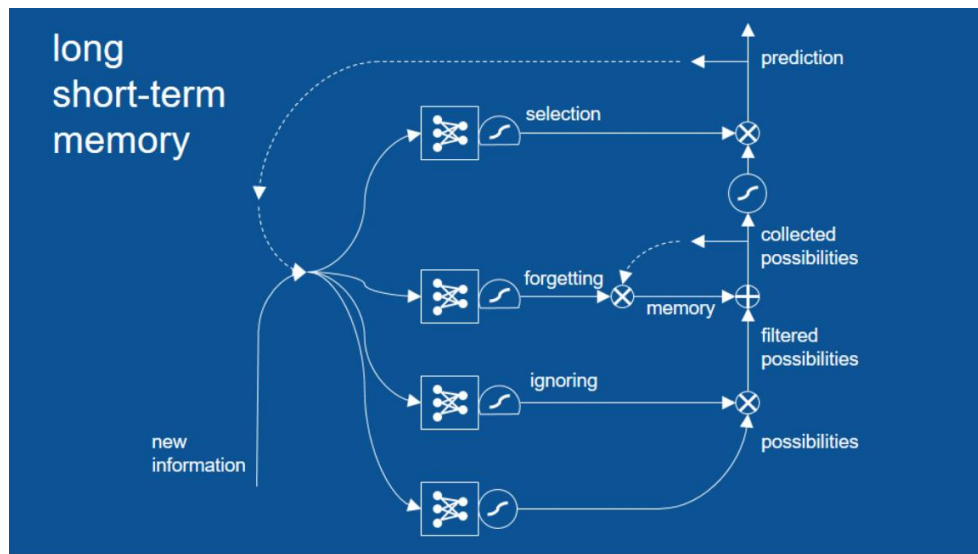 long
short-term
memory
prediction
selection
collected
possibilities
forgetting
memory
filtered
possibilities
ignoring
new
information
possibilities